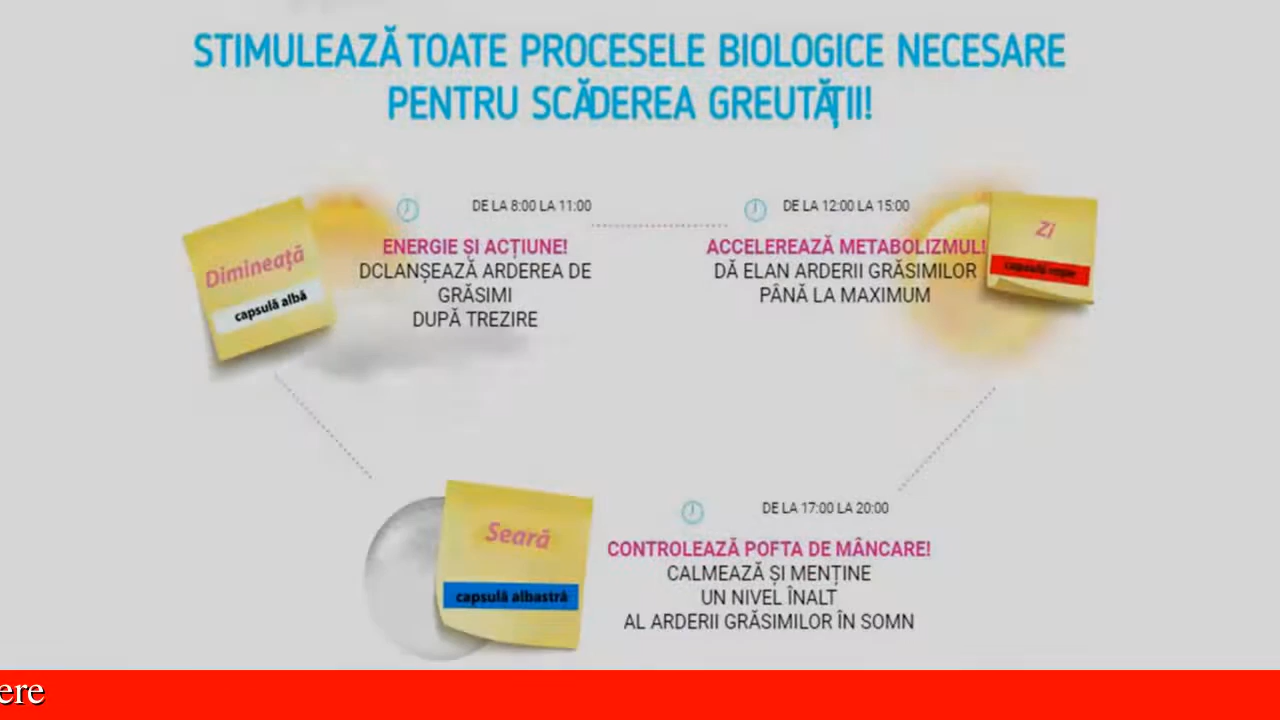 STIMULEAZĂ TOATE PROCESELE BIOLOGICE NECESARE
PENTRU SCĂDEREA GREUTĂȚII!
DE LA 8:00 LA 11:00
ENERGIE ȘI ACȚIUNE!
DCLANȘEAZĂ ARDEREA DE
GRĂSIMI
DUPĂ TREZIRE
Dimineață
capsulă albă
DE LA 12:00 LA 15:00
ACCELEREAZĂ METABOLIZMUL!
DĂ ELAN ARDERII GRĂSIMILOR
PÂNĂ LA MAXIMUM
Zi
capsulă roșie
Seară
capsulă albastră
DE LA 17:00 LA 20:00
CONTROLEAZĂ POFTA DE MÂNCARE!
CALMEAZĂ ȘI MENȚINE
UN NIVEL ÎNALT
AL ARDERII GRĂSIMILOR ÎN SOMN
ere